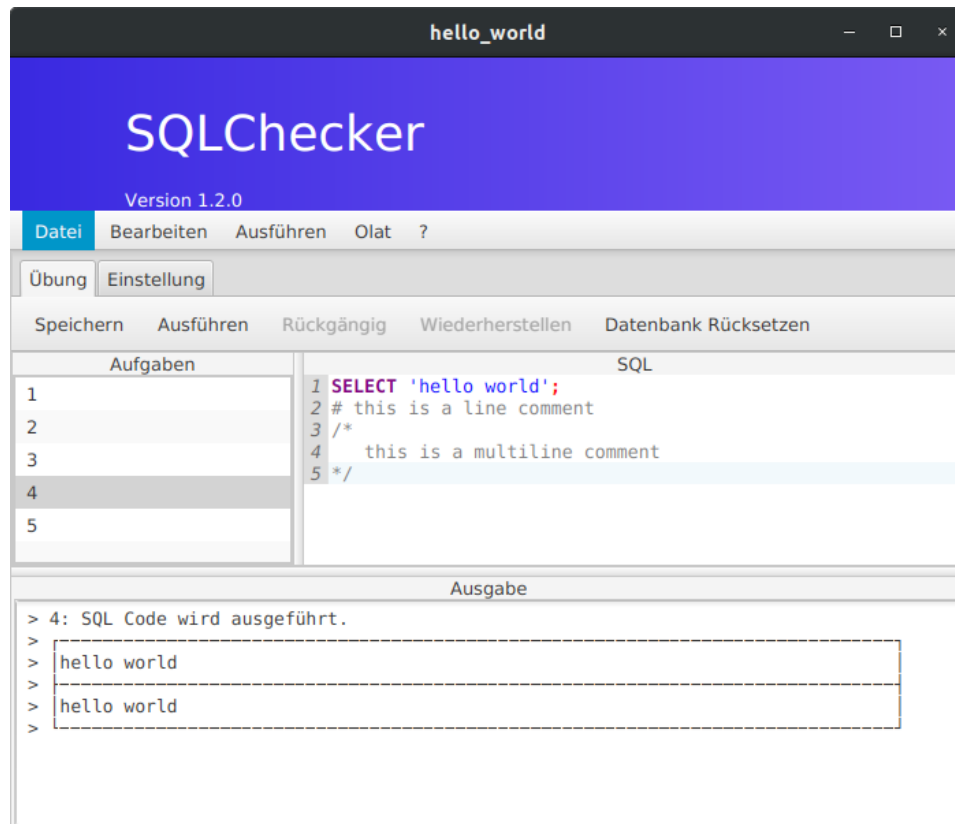 hello_world
SQLChecker
Version 1.2.0
Datei Bearbeiten Ausführen Olat ?
Übung Einstellung
Speichern Ausführen Rückgängig Wiederherstellen Datenbank Rücksetzen
Aufgaben
1
2
3
4
5
SQL
1 SELECT 'hello world';
2 # this is a line comment
3 /*
4    this is a multiline comment
5 */
Ausgabe
> 4: SQL Code wird ausgeführt.
>
> |hello world |
>
> |hello world |
>